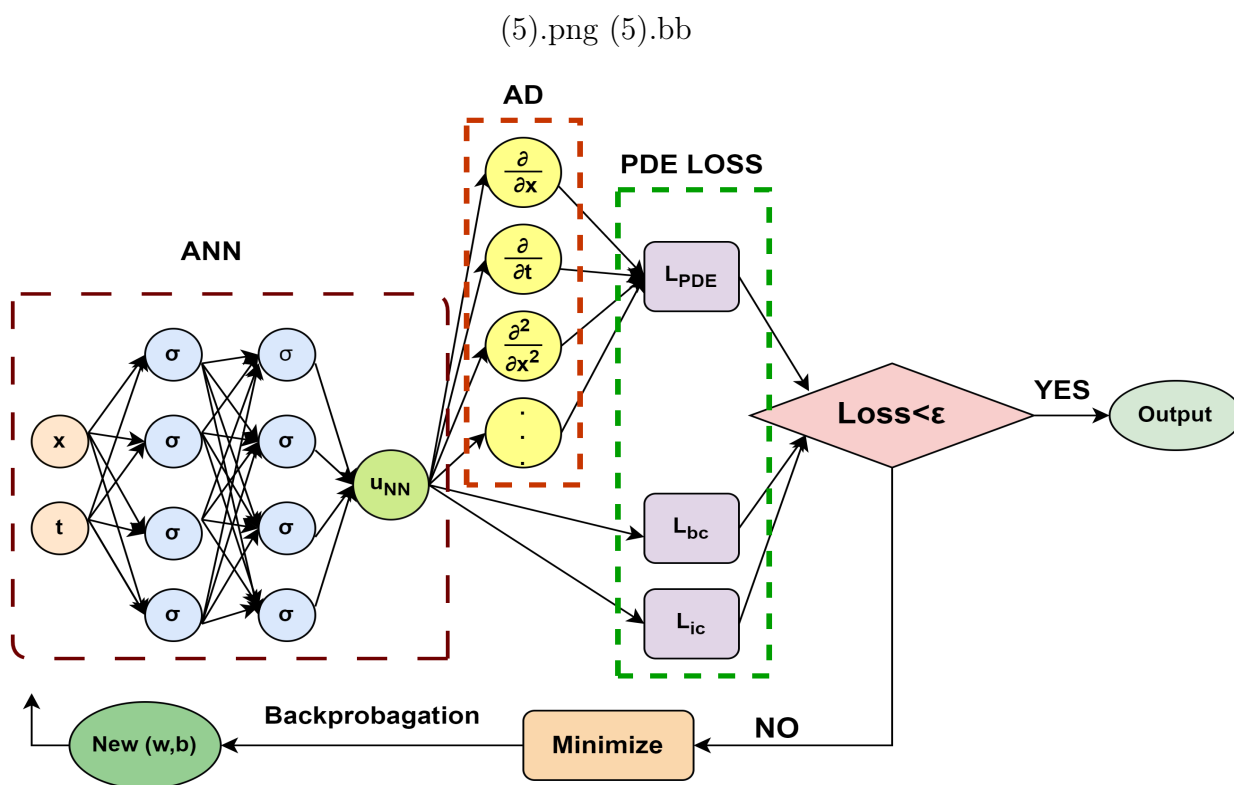 (5).png (5).bb
AD
∂
∂x
PDE LOSS
ANN
∂
∂t
L_PDE
σ
σ
∂²
∂x²
Loss<ε
YES
Output
x
σ
σ
.
.
.
u_NN
t
σ
σ
L_bc
σ
σ
L_ic
Backprobagation
NO
New (w,b)
Minimize